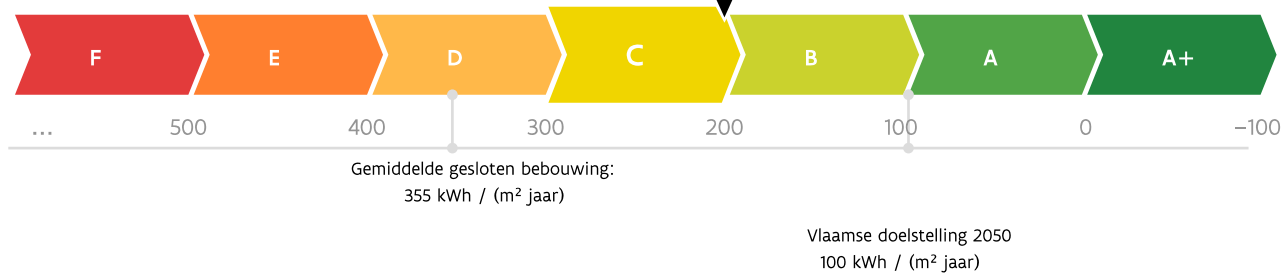 F E D C B A A+
... 500 400 300 200 100 0 −100
Gemiddelde gesloten bebouwing:
355 kWh / (m² jaar)
Vlaamse doelstelling 2050
100 kWh / (m² jaar)